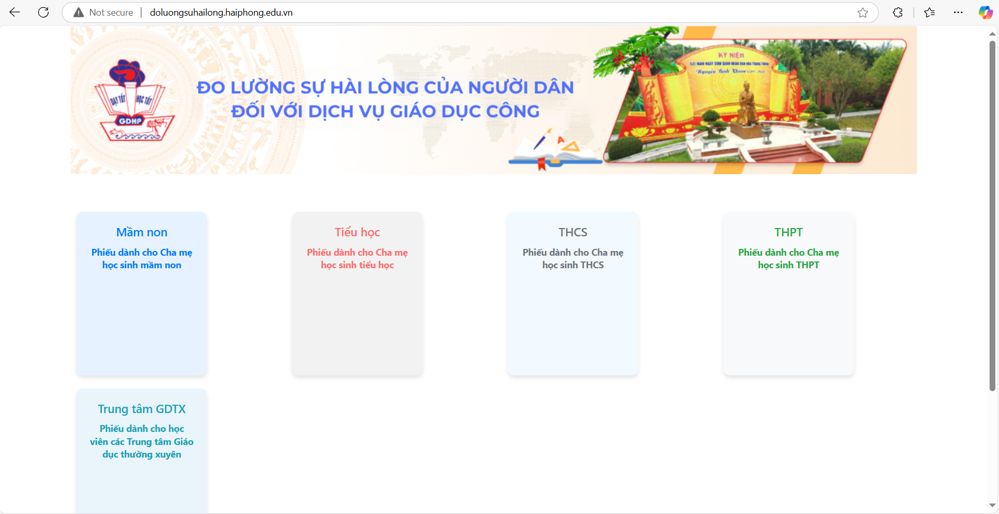 Not secure
doluongsuhailong.haiphong.edu.vn
DẠY TỐT HỌC TỐT
GDHP
ĐO LƯỜNG SỰ HÀI LÒNG CỦA NGƯỜI DÂN
ĐỐI VỚI DỊCH VỤ GIÁO DỤC CÔNG
A
KỶ NIỆM
Mầm non
Phiếu dành cho Cha mẹ
học sinh mầm non
Tiểu học
Phiếu dành cho Cha mẹ
học sinh tiểu học
THCS
Phiếu dành cho Cha mẹ
học sinh THCS
THPT
Phiếu dành cho Cha mẹ
học sinh THPT
Trung tâm GDTX
Phiếu dành cho học
viên các Trung tâm Giáo
dục thường xuyên